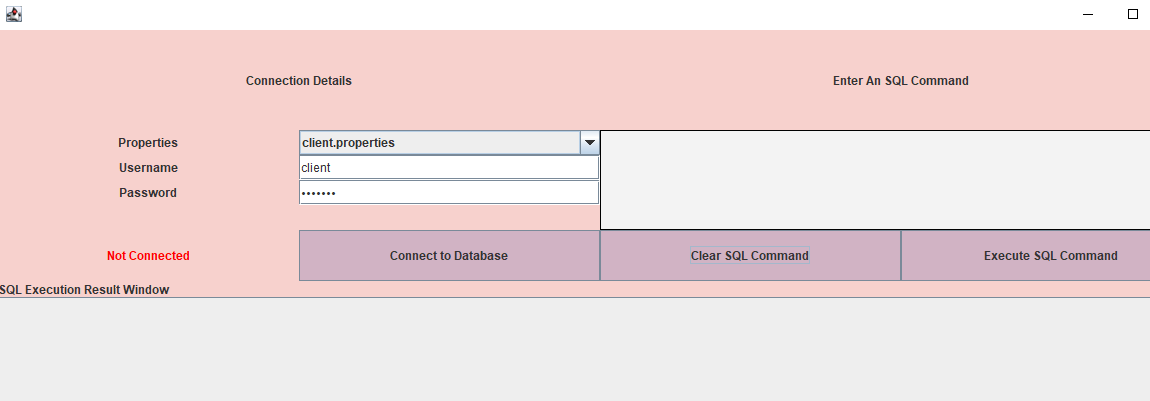 Connection Details
Enter An SQL Command
Properties
client.properties
Username
client
Password
•••••••
Not Connected
Connect to Database
Clear SQL Command
Execute SQL Command
SQL Execution Result Window